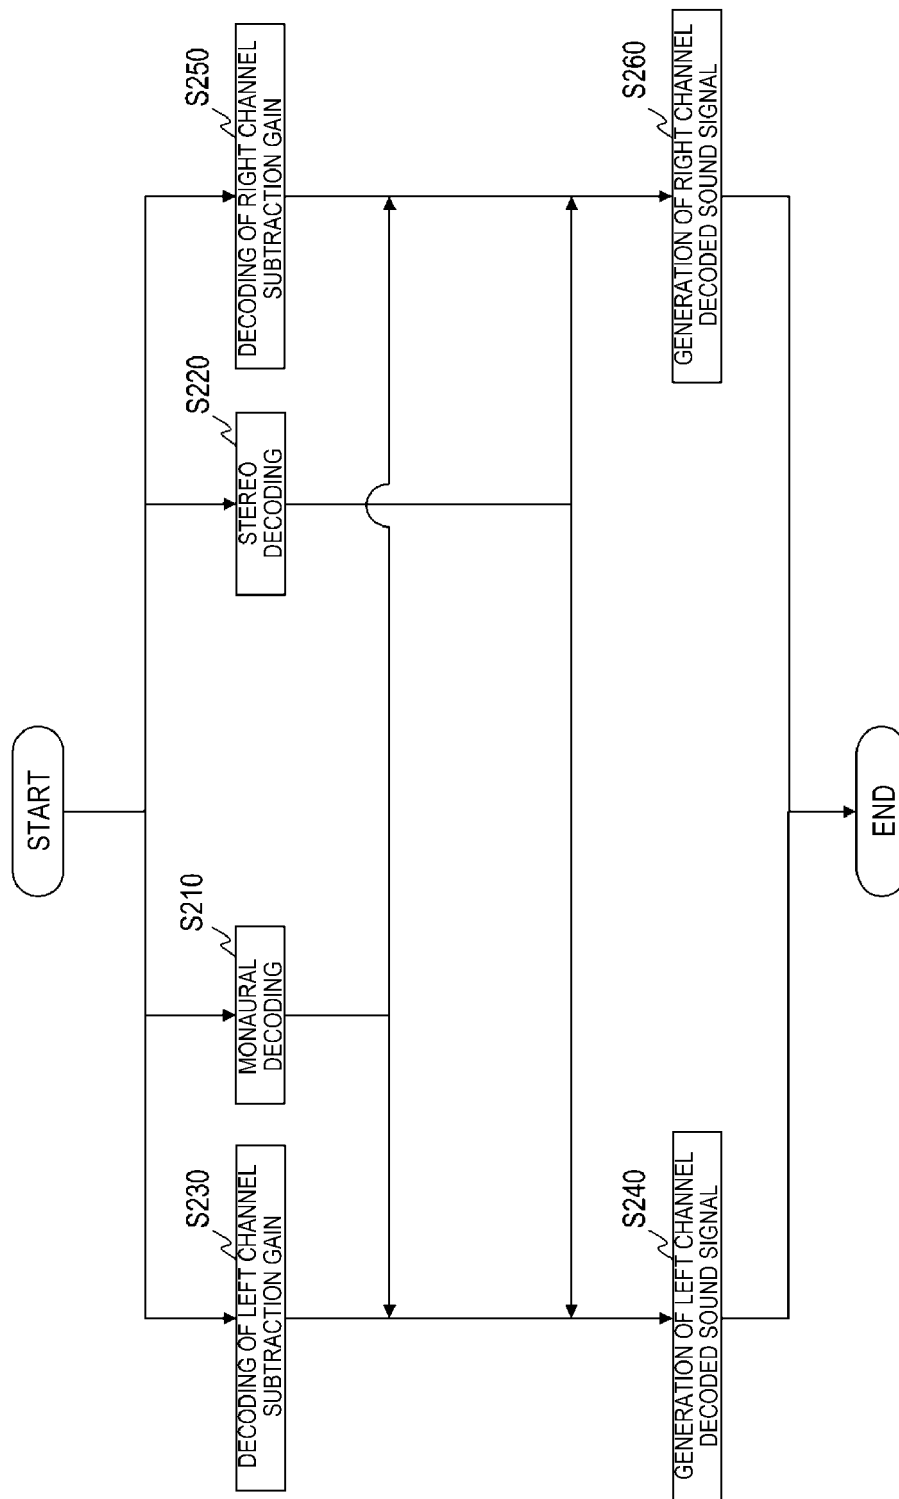 START
S230
DECODING OF LEFT CHANNEL
SUBTRACTION GAIN
S210
MONAURAL
DECODING
S220
STEREO
DECODING
S250
DECODING OF RIGHT CHANNEL
SUBTRACTION GAIN
S240
GENERATION OF LEFT CHANNEL
DECODED SOUND SIGNAL
S260
GENERATION OF RIGHT CHANNEL
DECODED SOUND SIGNAL
END